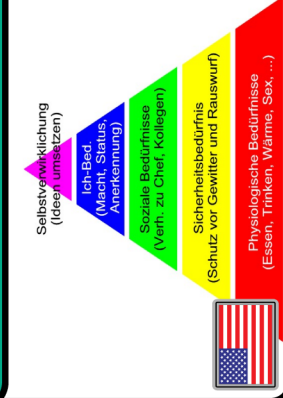 Selbstverwirklichung
(Ideen umsetzen)
Ich-Bed.
(Macht, Status,
Anerkennung)
Soziale Bedürfnisse
(Verh. zu Chef, Kollegen)
Sicherheitsbedürfnis
(Schutz vor Gewitter und Rauswurf)
Physiologische Bedürfnisse
(Essen, Trinken, Wärme, Sex, ...)